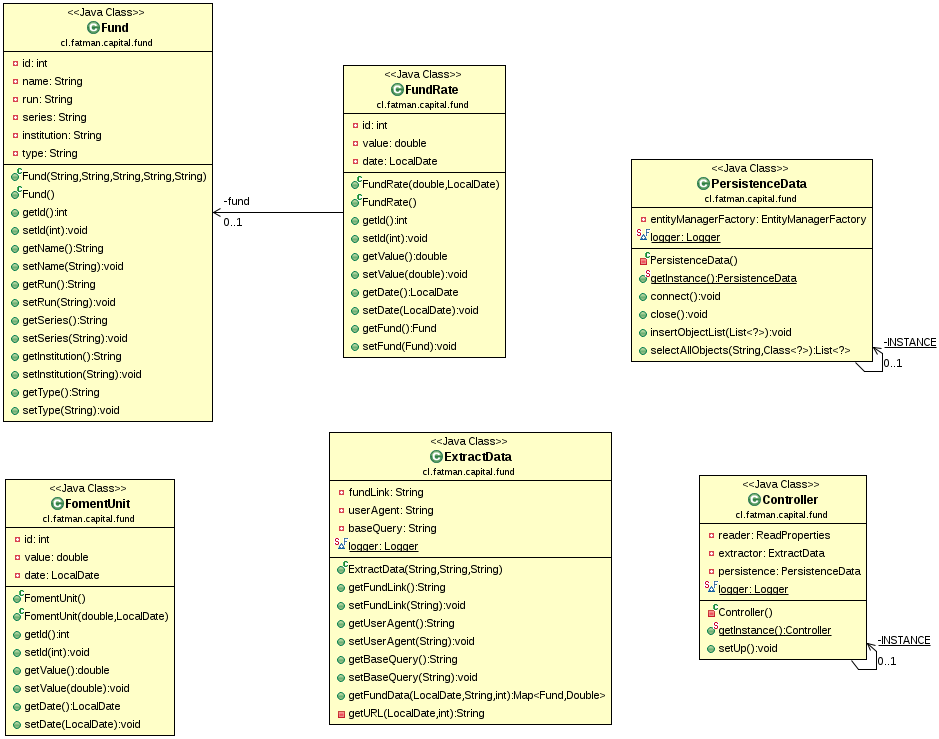 <<Java Class>>
Fund
cl.fatman.capital.fund
id: int
name: String
run: String
series: String
institution: String
type: String
Fund(String,String,String,String,String)
Fund()
getId():int
setId(int):void
getName():String
setName(String):void
getRun():String
setRun(String):void
getSeries():String
setSeries(String):void
getInstitution():String
setInstitution(String):void
getType():String
setType(String):void
-fund
0..1
<<Java Class>>
FundRate
cl.fatman.capital.fund
id: int
value: double
date: LocalDate
FundRate(double,LocalDate)
FundRate()
getId():int
setId(int):void
getValue():double
setValue(double):void
getDate():LocalDate
setDate(LocalDate):void
getFund():Fund
setFund(Fund):void
<<Java Class>>
PersistenceData
cl.fatman.capital.fund
entityManagerFactory: EntityManagerFactory
logger: Logger
PersistenceData()
getInstance():PersistenceData
connect():void
close():void
insertObjectList(List<?>):void
selectAllObjects(String,Class<?>):List<?>
-INSTANCE
0..1
<<Java Class>>
FomentUnit
cl.fatman.capital.fund
id: int
value: double
date: LocalDate
FomentUnit()
FomentUnit(double,LocalDate)
getId():int
setId(int):void
getValue():double
setValue(double):void
getDate():LocalDate
setDate(LocalDate):void
<<Java Class>>
ExtractData
cl.fatman.capital.fund
fundLink: String
userAgent: String
baseQuery: String
logger: Logger
ExtractData(String,String,String)
getFundLink():String
setFundLink(String):void
getUserAgent():String
setUserAgent(String):void
getBaseQuery():String
setBaseQuery(String):void
getFundData(LocalDate,String,int):Map<Fund,Double>
getURL(LocalDate,int):String
<<Java Class>>
Controller
cl.fatman.capital.fund
reader: ReadProperties
extractor: ExtractData
persistence: PersistenceData
logger: Logger
Controller()
getInstance():Controller
setUp():void
-INSTANCE
0..1